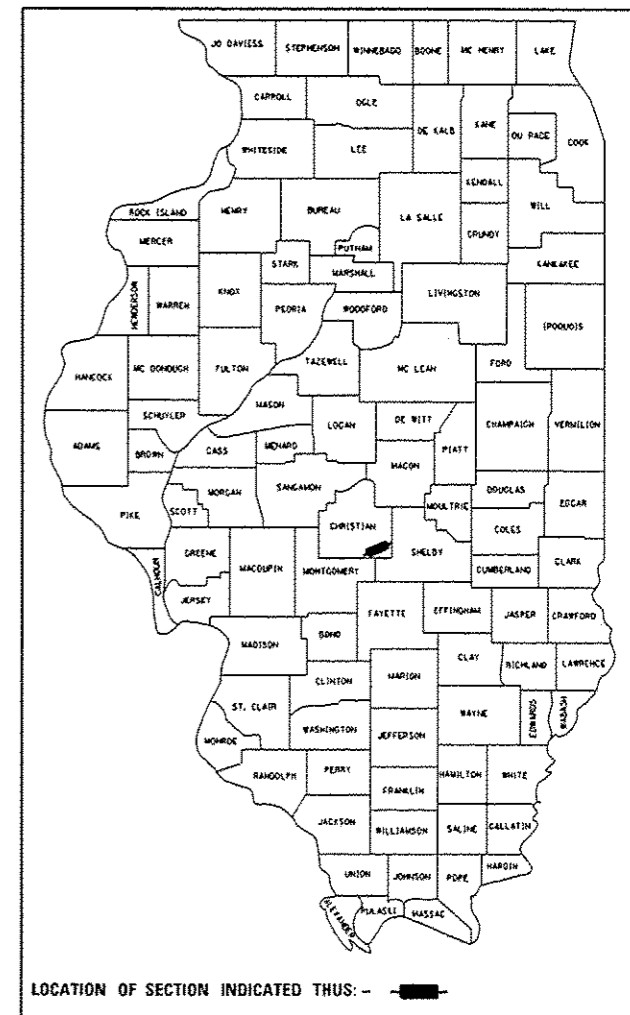 JO DAVIESS STEPHENSON WINNEBAGO BOONE MC HENRY LAKE
CARROLL OGLE DE KALB KANE DU PAGE COOK
WHITESIDE LEE KENDALL WILL
ROCK ISLAND HENRY BUREAU LA SALLE GRUNDY
MERCER PUTNAM KANKAKEE
STARK MARSHALL
HENDERSON WARREN KNOX PEORIA WOODFORD LIVINGSTON IROQUOIS
HANCOCK MC DONOUGH FULTON TAZEWELL MC LEAN FORD
SCHUYLER MASON LOGAN DE WITT CHAMPAIGN VERMILION
ADAMS BROWN CASS MENARD MACON PIATT
PIKE SCOTT MORGAN SANGAMON MOULTRIE DOUGLAS EDGAR
CHRISTIAN COLES
CALHOUN GREENE MACOUPIN MONTGOMERY SHELBY CUMBERLAND CLARK
JERSEY FAYETTE EFFINGHAM JASPER CRAWFORD
MADISON BOND CLAY RICHLAND LAWRENCE
CLINTON MARION
ST. CLAIR WASHINGTON JEFFERSON WAYNE EDWARDS WABASH
MONROE
RANDOLPH PERRY FRANKLIN HAMILTON WHITE
JACKSON WILLIAMSON SALINE GALLATIN
UNION JOHNSON POPE HARDIN
ALEXANDER PULASKI MASSAC
LOCATION OF SECTION INDICATED THUS: -